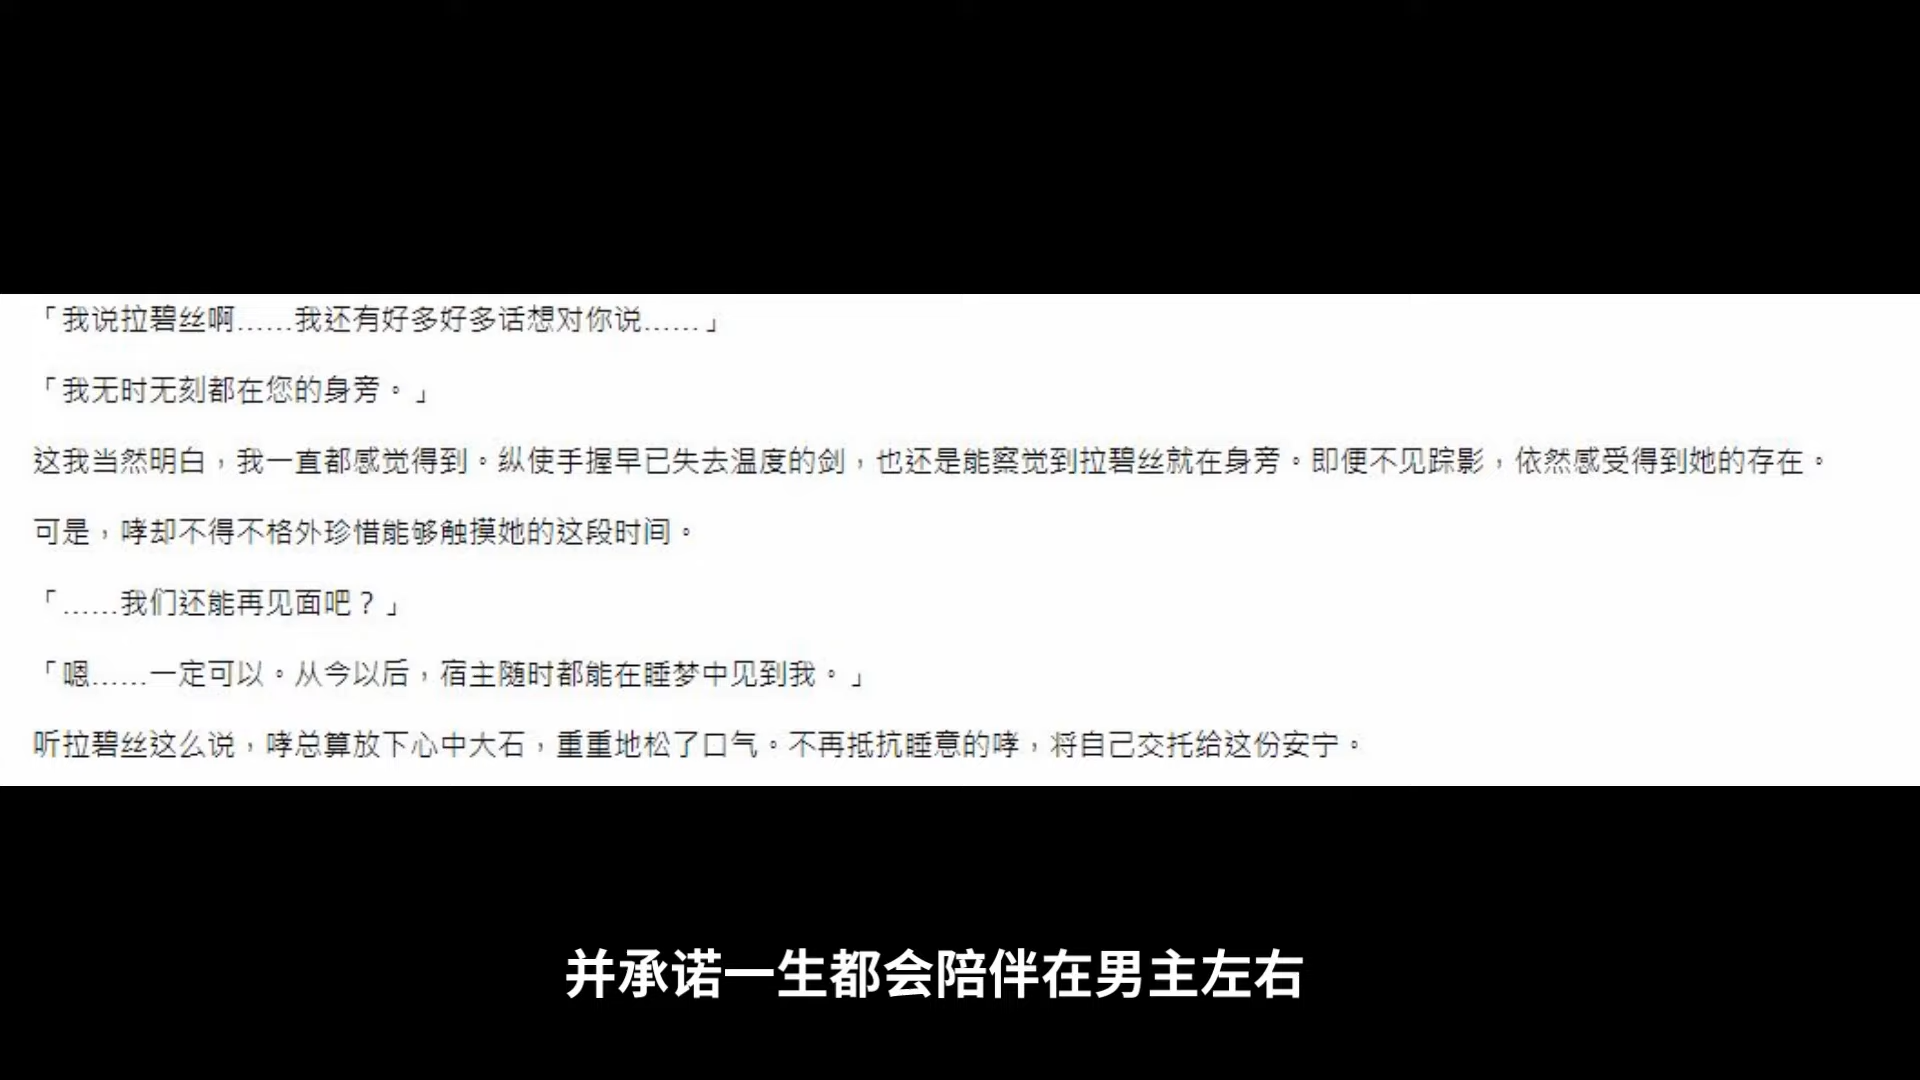 「我说拉碧丝啊……我还有好多好多话想对你说……」
「我无时无刻都在您的身旁。」
这我当然明白，我一直都感觉得到。纵使手握早已失去温度的剑，也还是能察觉到拉碧丝就在身旁。即便不见踪影，依然感受得到她的存在。
可是，哮却不得不格外珍惜能够触摸她的这段时间。
「……我们还能再见面吧？」
「嗯……一定可以。从今以后，宿主随时都能在睡梦中见到我。」
听拉碧丝这么说，哮总算放下心中大石，重重地松了口气。不再抵抗睡意的哮，将自己交托给这份安宁。
并承诺一生都会陪伴在男主左右